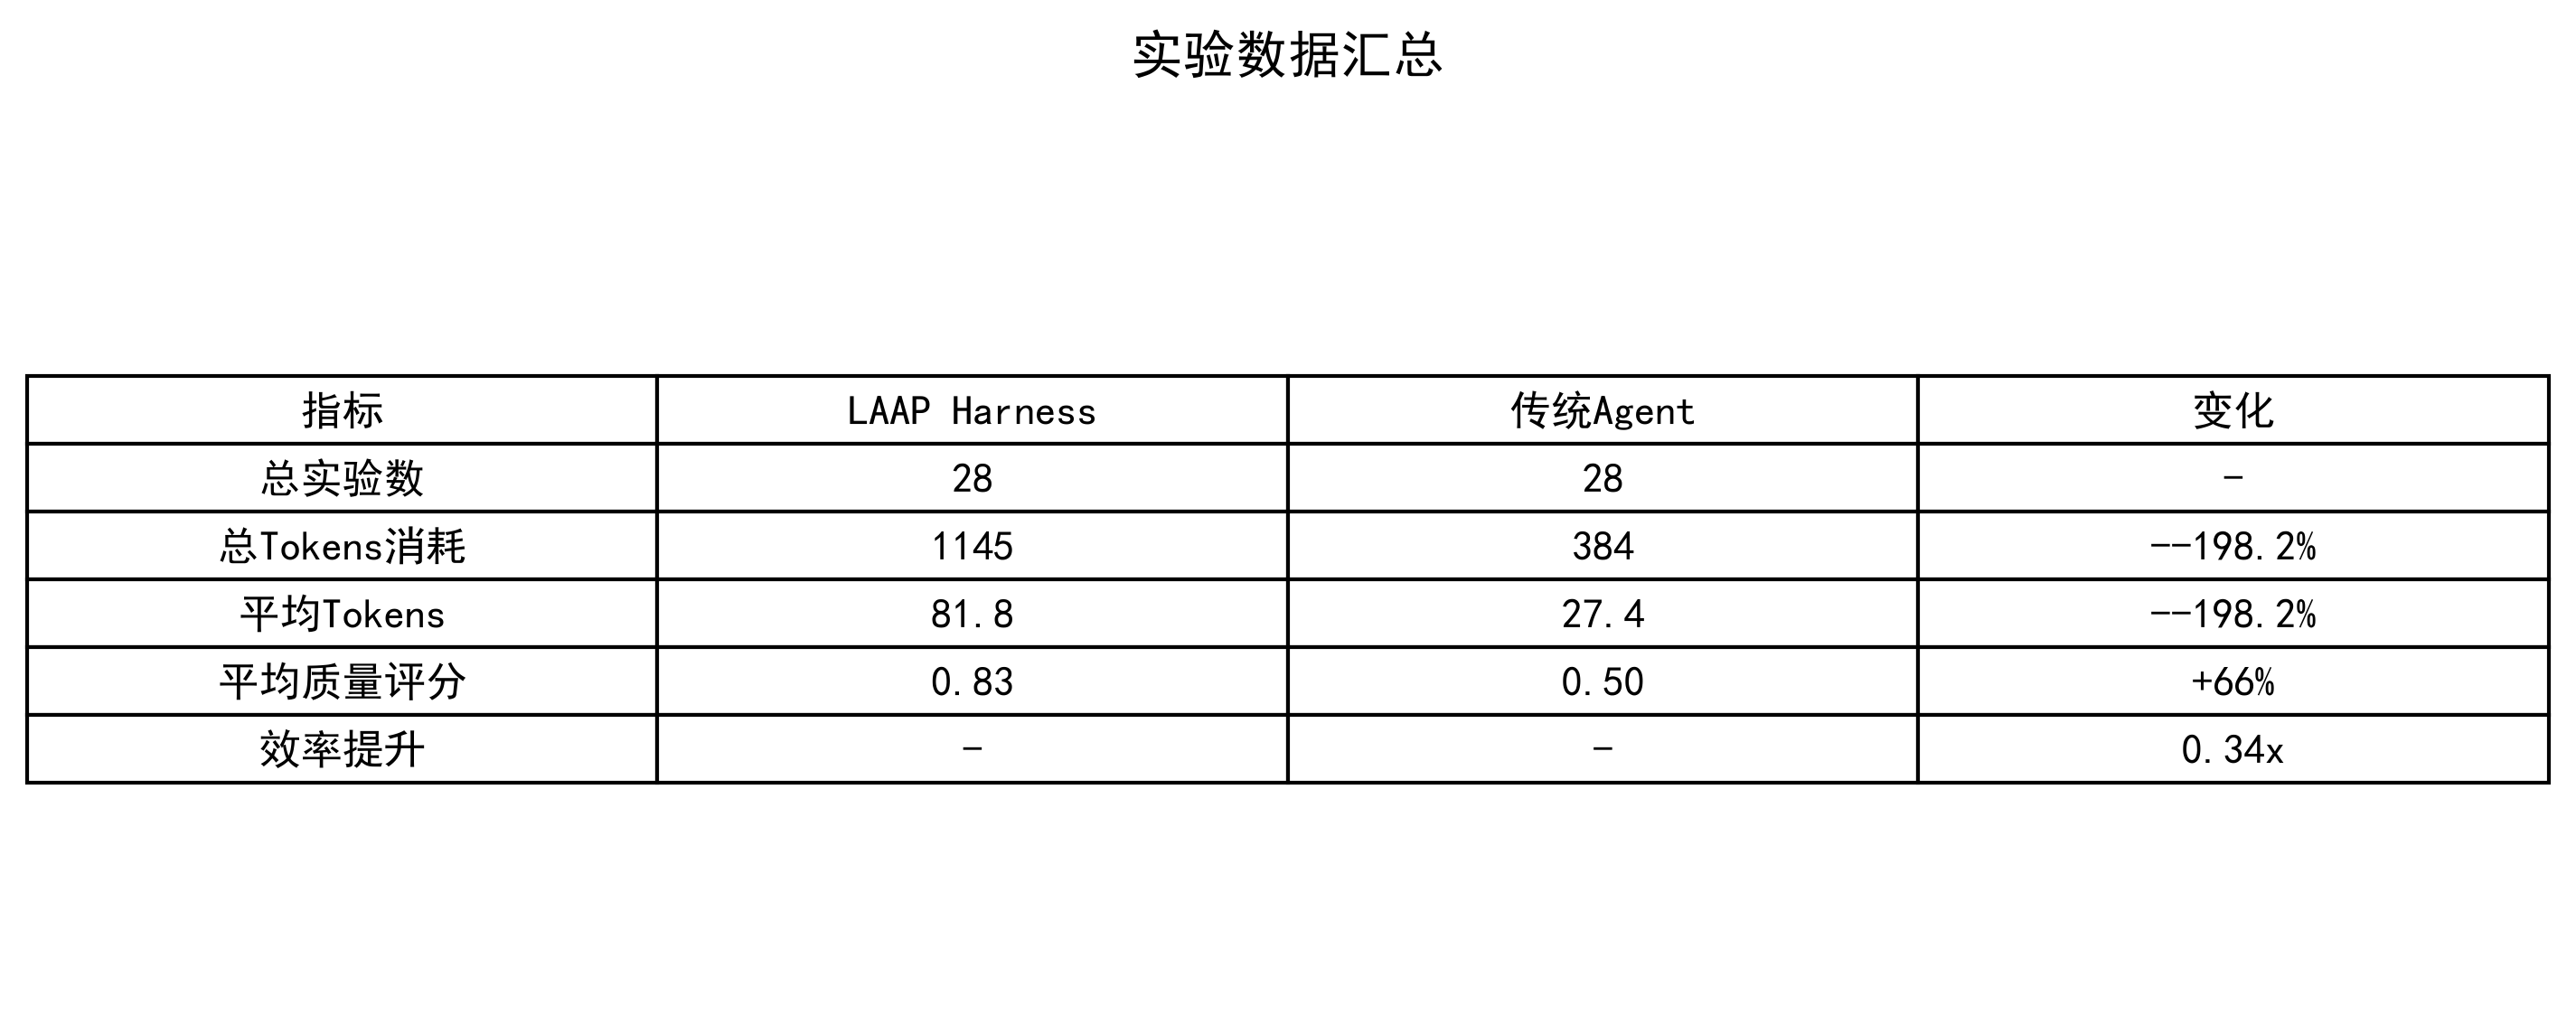 实验数据汇总
指标 LAAP Harness 传统Agent 变化
总实验数 28 28 -
总Tokens消耗 1145 384 --198.2%
平均Tokens 81.8 27.4 --198.2%
平均质量评分 0.83 0.50 +66%
效率提升 - - 0.34x